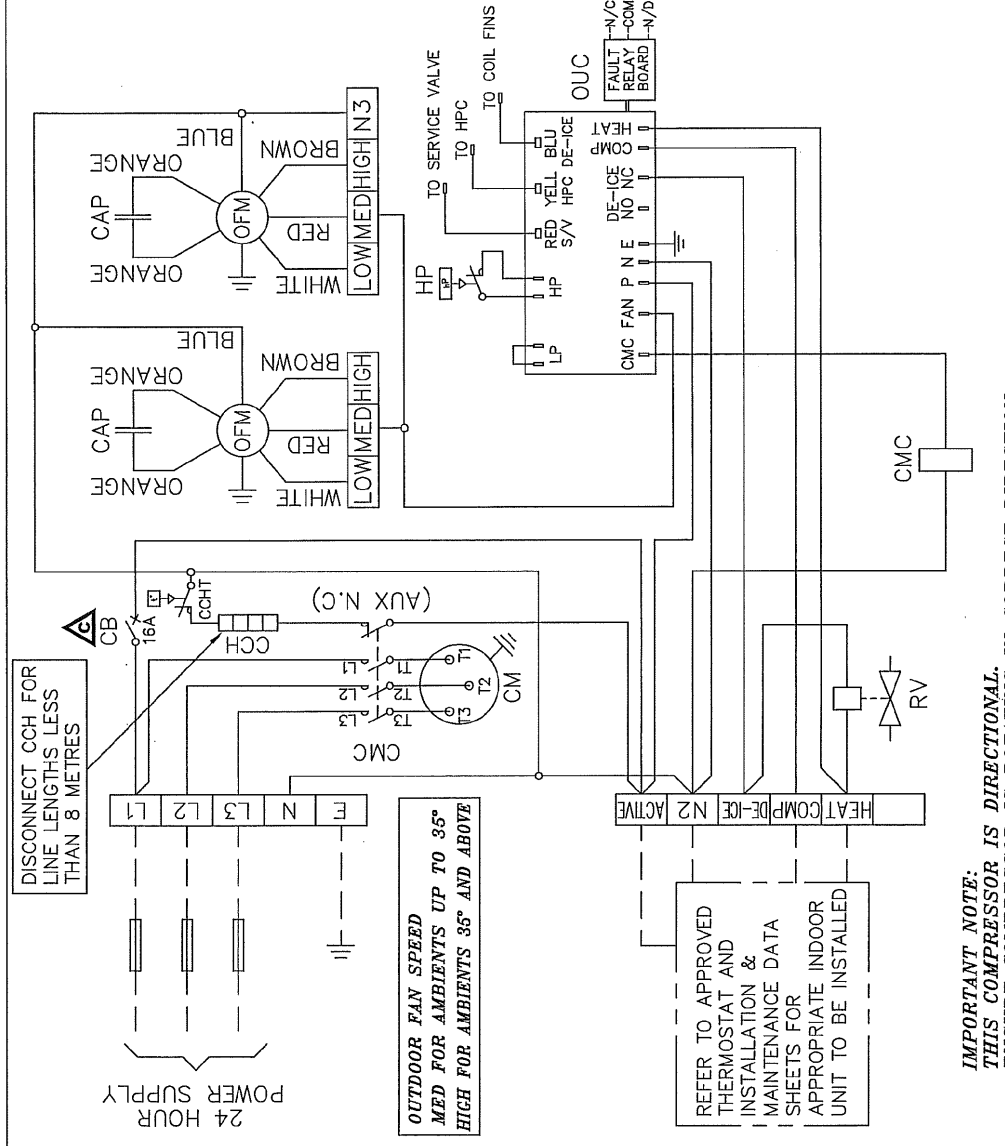 DISCONNECT CCH FOR
LINE LENGTHS LESS
THAN 8 METRES
C
CB
16A
CCHT
CCH
(AUX N.C)
L1
L2
L3
T1
T2
T3
CMC
T1
T2
T3
CM
24 HOUR
POWER SUPPLY
L1
L2
L3
N
E
OUTDOOR FAN SPEED
MED FOR AMBIENTS UP TO 35°
HIGH FOR AMBIENTS 35° AND ABOVE
CAP
ORANGE
ORANGE
OFM
BLUE
WHITE
RED
BROWN
LOW MED HIGH
CAP
ORANGE
ORANGE
OFM
BLUE
WHITE
RED
BROWN
LOW MED HIGH N3
TO SERVICE VALVE
TO HPC
TO COIL FINS
HP
HP
LP
HP
RED
S/V
YELL
HPC
BLU
DE-ICE
OUC
FAULT
RELAY
BOARD
N/C
COM
CMC FAN P N E
DE-ICE
NO NC
COMP
HEAT
CMC
RV
ACTIVE
N2
DE-ICE
COMP
HEAT
REFER TO APPROVED
THERMOSTAT AND
INSTALLATION &
MAINTENANCE DATA
SHEETS FOR
APPROPRIATE INDOOR
UNIT TO BE INSTALLED
IMPORTANT NOTE:
THIS COMPRESSOR IS DIRECTIONAL.